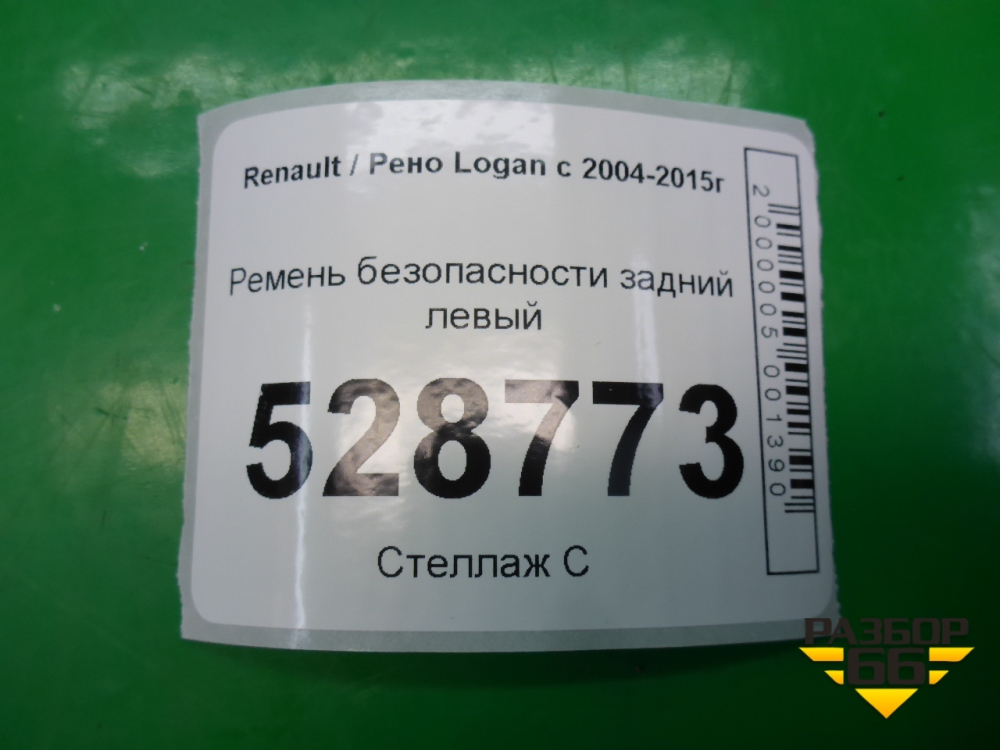 Renault / Рено Logan с 2004-2015г
Ремень безопасности задний
левый
528773
Стеллаж С
2000005001390
РАЗБОР
66